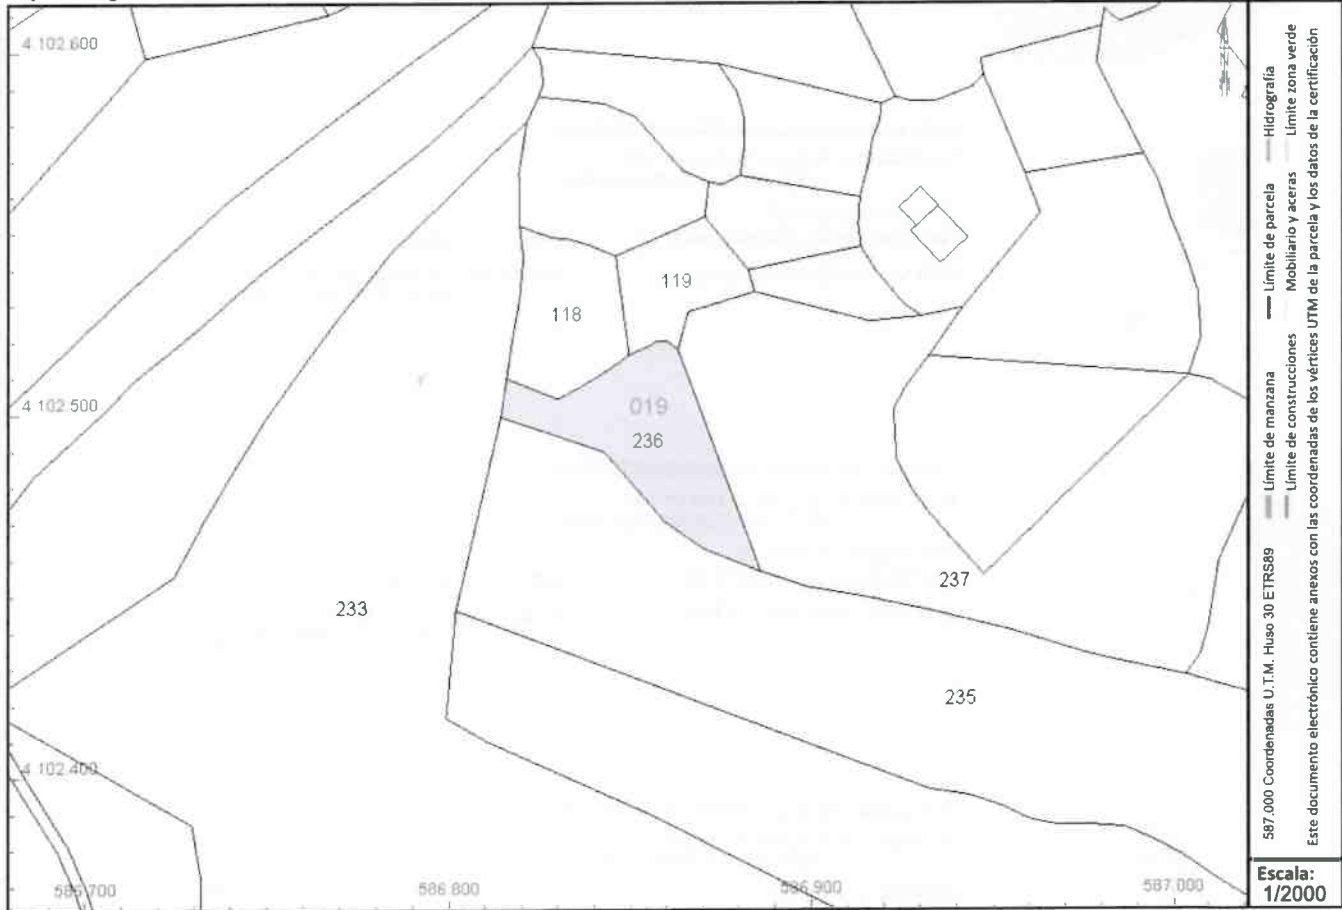 4 102.600
119
118
4 102.500
019
236
237
233
235
4 102.400
586.700
586.800
586.900
587.000
587.000 Coordenadas U.T.M. Huso 30 ETRS89
Límite de manzana
Límite de parcela
Hidrografía
Límite de construcciones
Mobiliario y aceras
Límite zona verde
Este documento electrónico contiene anexos con las coordenadas de los vértices UTM de la parcela y los datos de la certificación
Escala:
1/2000